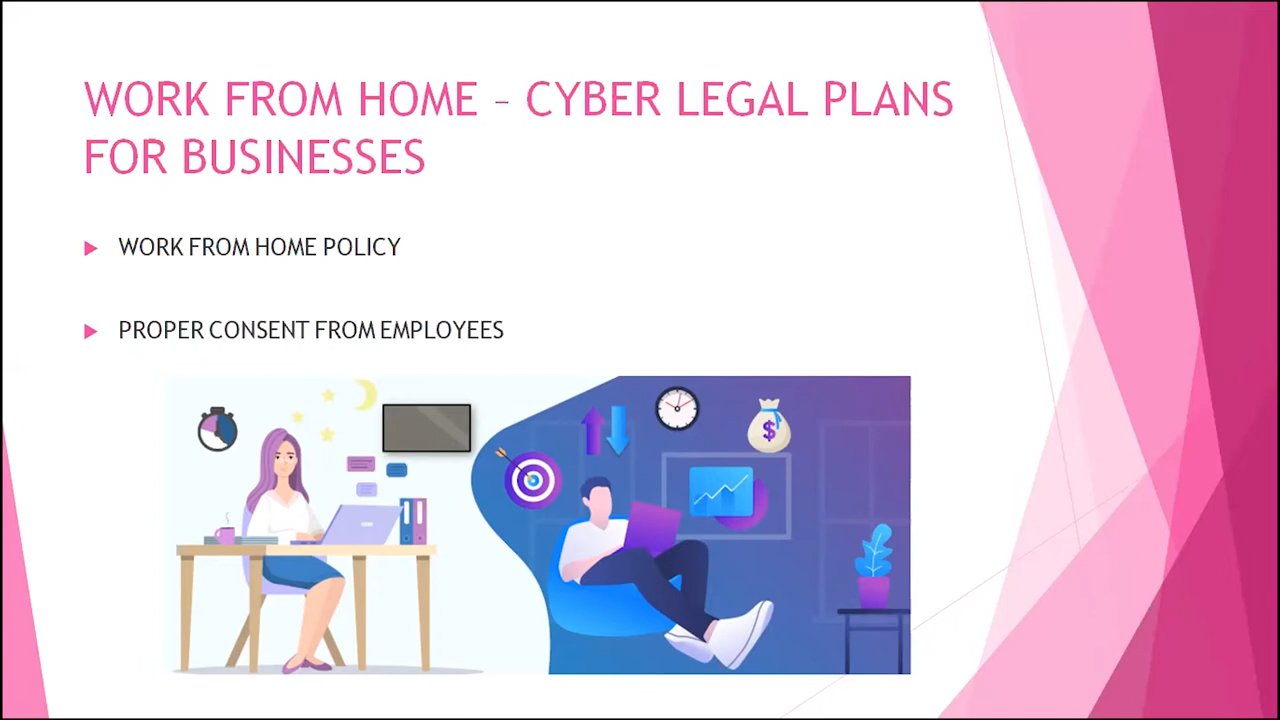 WORK FROM HOME – CYBER LEGAL PLANS
FOR BUSINESSES
WORK FROM HOME POLICY
PROPER CONSENT FROM EMPLOYEES
$